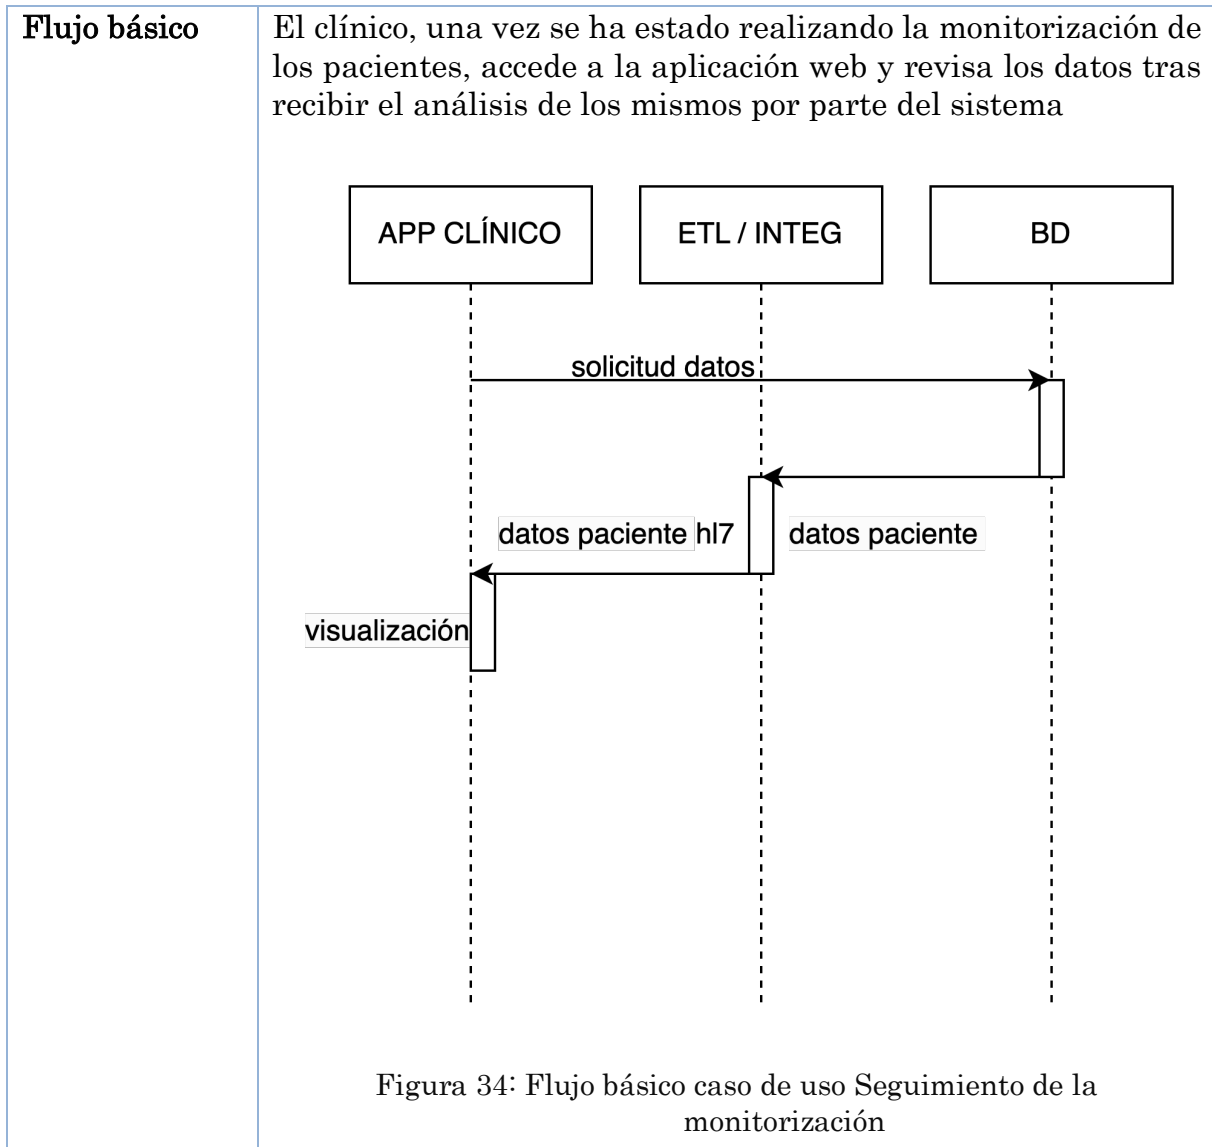 Flujo básico
El clínico, una vez se ha estado realizando la monitorización de
los pacientes, accede a la aplicación web y revisa los datos tras
recibir el análisis de los mismos por parte del sistema
APP CLÍNICO
ETL / INTEG
BD
solicitud datos
datos paciente hl7
datos paciente
visualización
Figura 34: Flujo básico caso de uso Seguimiento de la
monitorización